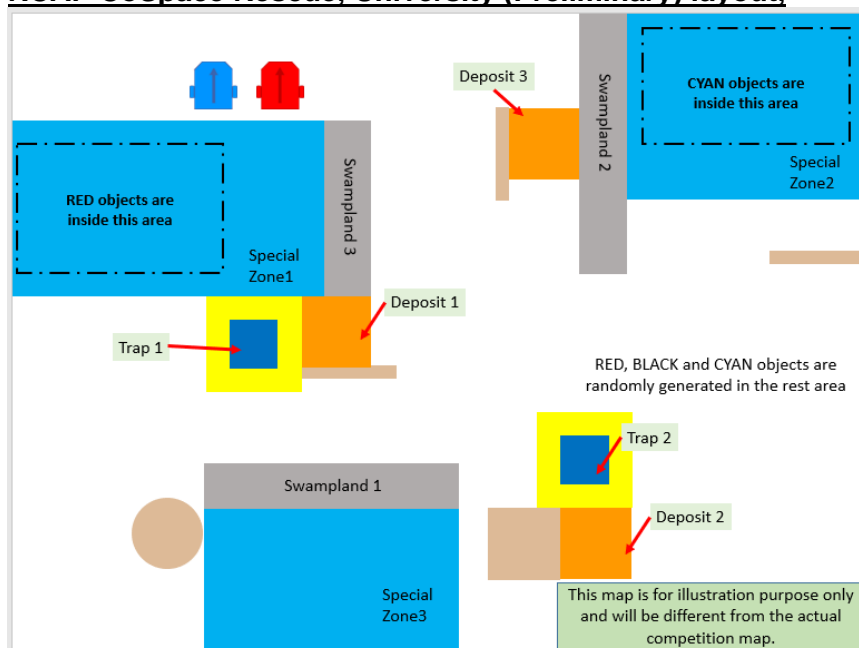 Deposit 3
Swampland 2
CYAN objects are
inside this area
Special
Zone2
RED objects are
inside this area
Swampland 3
Special
Zone1
Deposit 1
Trap 1
RED, BLACK and CYAN objects are
randomly generated in the rest area
Trap 2
Swampland 1
Deposit 2
Special
Zone3
This map is for illustration purpose only
and will be different from the actual
competition map.